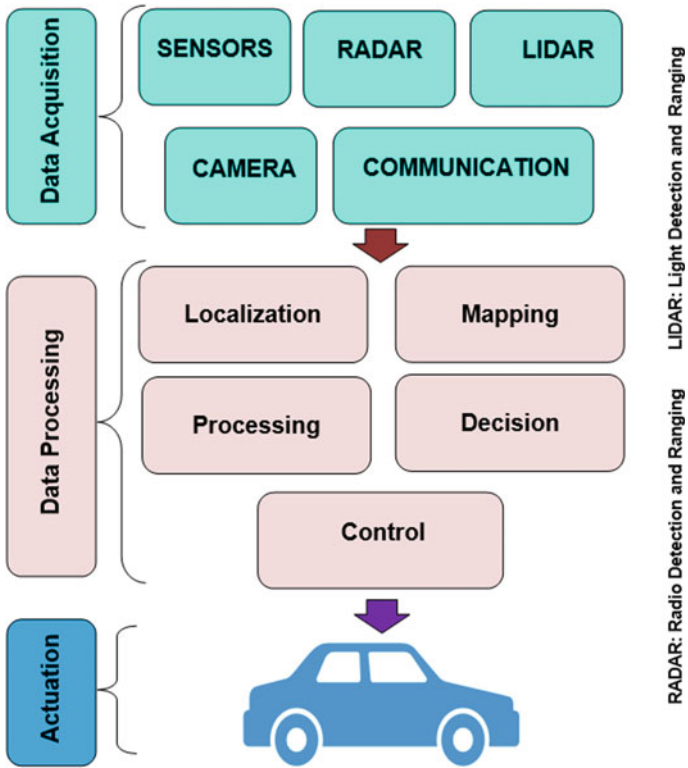 Data Acquisition
SENSORS
RADAR
LIDAR
CAMERA
COMMUNICATION
Data Processing
Localization
Mapping
Processing
Decision
Control
Actuation
LIDAR: Light Detection and Ranging
RADAR: Radio Detection and Ranging